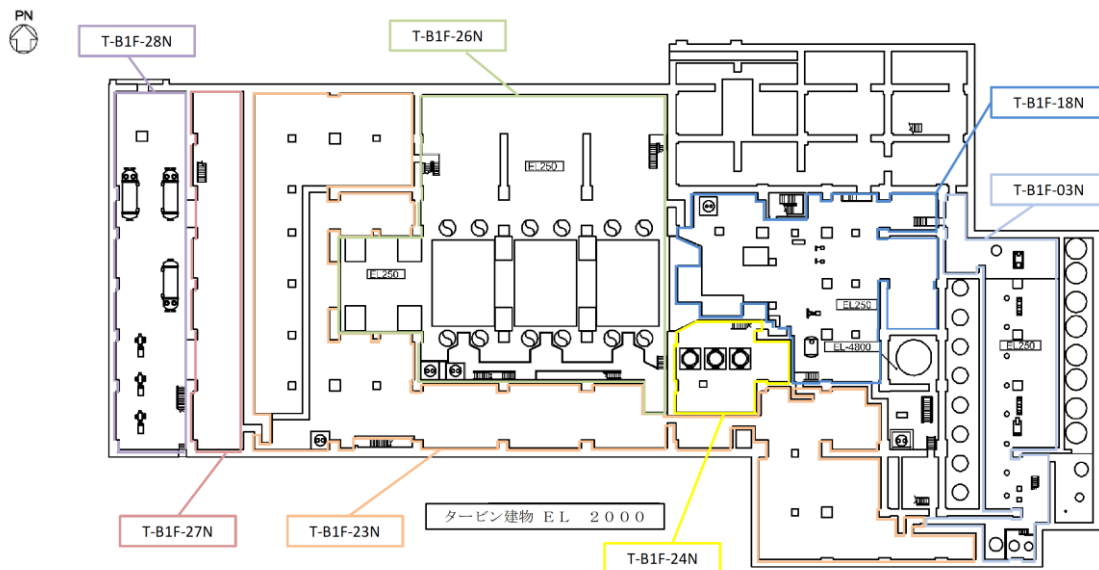 PN
T-B1F-28N
T-B1F-26N
T-B1F-18N
T-B1F-03N
EL250
EL250
EL250
EL250
EL-4800
T-B1F-27N
T-B1F-23N
タービン建物 EL 2000
T-B1F-24N